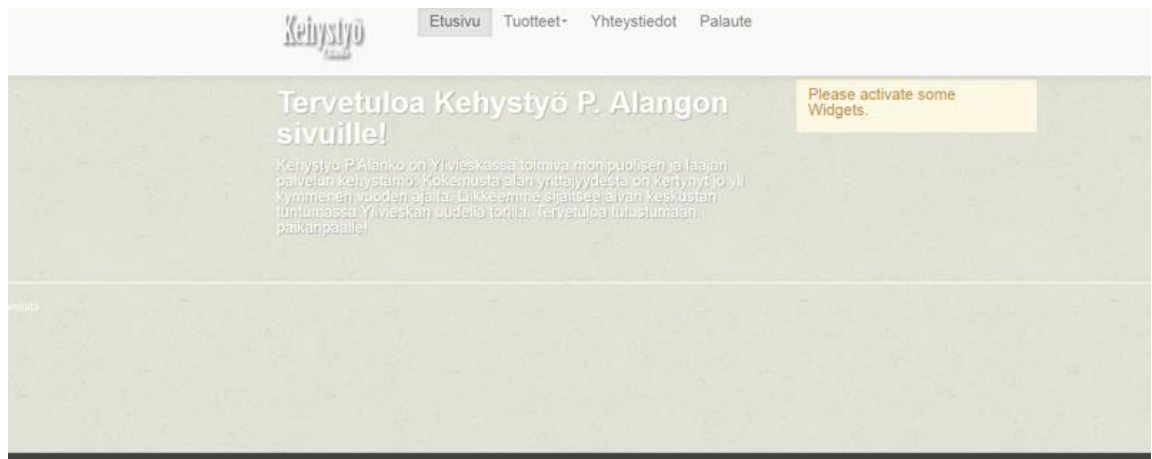 Kehystyö
P.Alanko
Etusivu Tuotteet Yhteystiedot Palaute
Tervetuloa Kehystyö P. Alangon
sivuille!
Kehystyö P.Alanko on Ylivieskassa toimiva monipuolisen ja laajan
palvelun kehystämö. Kokemusta alan yrittäjyydestä on kertynyt jo yli
kymmenen vuoden ajalta. Liikkeemme sijaitsee aivan keskustan
tuntumassa Ylivieskan uudella torilla. Tervetuloa tutustumaan
paikanpäälle!
Please activate some
Widgets.